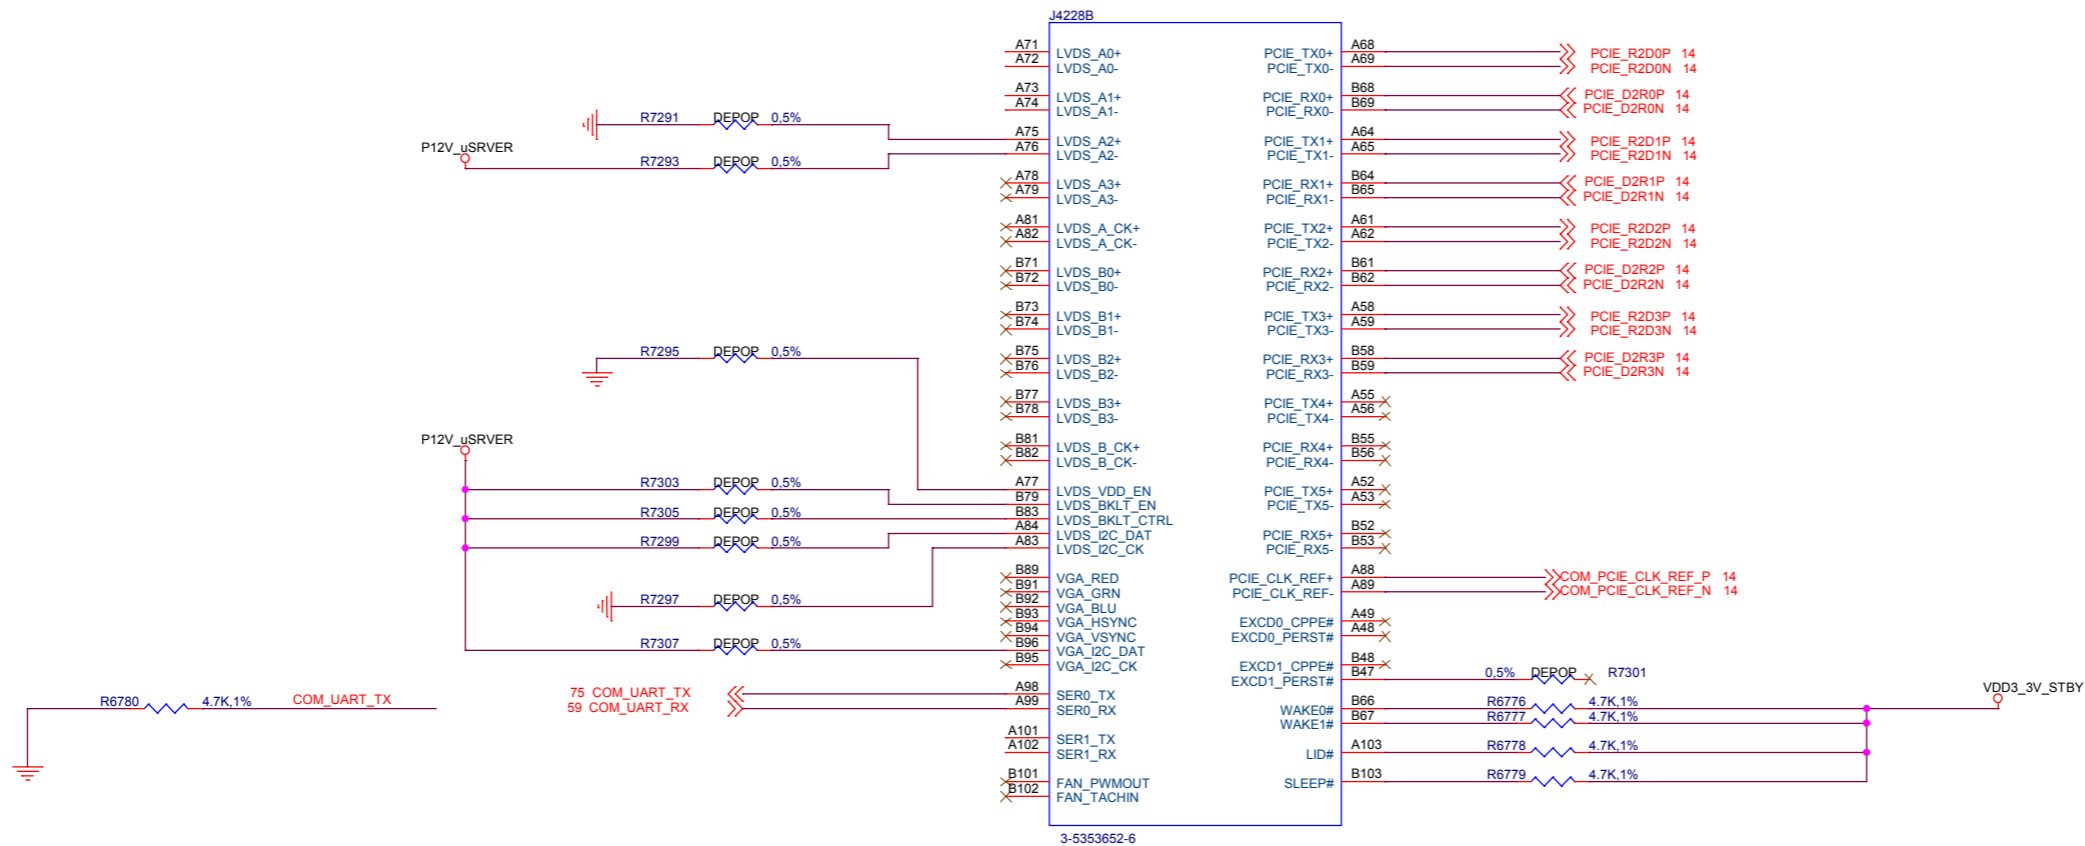 J4228B
A71 LVDS_A0+
A72 LVDS_A0-
A73 LVDS_A1+
A74 LVDS_A1-
R7291 DEPOP 0,5% A75 LVDS_A2+
P12V_uSRVER
R7293 DEPOP 0,5% A76 LVDS_A2-
A78 LVDS_A3+
A79 LVDS_A3-
A81 LVDS_A_CK+
A82 LVDS_A_CK-
B71 LVDS_B0+
B72 LVDS_B0-
B73 LVDS_B1+
B74 LVDS_B1-
B75 LVDS_B2+
B76 LVDS_B2-
B77 LVDS_B3+
B78 LVDS_B3-
B81 LVDS_B_CK+
B82 LVDS_B_CK-
R7295 DEPOP 0,5% A77 LVDS_VDD_EN
P12V_uSRVER
R7303 DEPOP 0,5% B79 LVDS_BKLT_EN
R7305 DEPOP 0,5% B83 LVDS_BKLT_CTRL
R7299 DEPOP 0,5% A84 LVDS_I2C_DAT
R7297 DEPOP 0,5% A83 LVDS_I2C_CK
B89 VGA_RED
B91 VGA_GRN
B92 VGA_BLU
B93 VGA_HSYNC
B94 VGA_VSYNC
R7307 DEPOP 0,5% B96 VGA_I2C_DAT
B95 VGA_I2C_CK
R6780 4.7K,1% COM_UART_TX
75 COM_UART_TX A98 SER0_TX
59 COM_UART_RX A99 SER0_RX
A101 SER1_TX
A102 SER1_RX
B101 FAN_PWMOUT
B102 FAN_TACHIN
PCIE_TX0+ A68 PCIE_R2D0P 14
PCIE_TX0- A69 PCIE_R2D0N 14
PCIE_RX0+ B68 PCIE_D2R0P 14
PCIE_RX0- B69 PCIE_D2R0N 14
PCIE_TX1+ A64 PCIE_R2D1P 14
PCIE_TX1- A65 PCIE_R2D1N 14
PCIE_RX1+ B64 PCIE_D2R1P 14
PCIE_RX1- B65 PCIE_D2R1N 14
PCIE_TX2+ A61 PCIE_R2D2P 14
PCIE_TX2- A62 PCIE_R2D2N 14
PCIE_RX2+ B61 PCIE_D2R2P 14
PCIE_RX2- B62 PCIE_D2R2N 14
PCIE_TX3+ A58 PCIE_R2D3P 14
PCIE_TX3- A59 PCIE_R2D3N 14
PCIE_RX3+ B58 PCIE_D2R3P 14
PCIE_RX3- B59 PCIE_D2R3N 14
PCIE_TX4+ A55
PCIE_TX4- A56
PCIE_RX4+ B55
PCIE_RX4- B56
PCIE_TX5+ A52
PCIE_TX5- A53
PCIE_RX5+ B52
PCIE_RX5- B53
PCIE_CLK_REF+ A88 COM_PCIE_CLK_REF_P 14
PCIE_CLK_REF- A89 COM_PCIE_CLK_REF_N 14
EXCD0_CPPE# A49
EXCD0_PERST# A48
EXCD1_CPPE# B48
EXCD1_PERST# B47 0,5% DEPOP R7301
VDD3_3V_STBY
WAKE0# B66 R6776 4.7K,1%
WAKE1# B67 R6777 4.7K,1%
LID# A103 R6778 4.7K,1%
SLEEP# B103 R6779 4.7K,1%
3-5353652-6